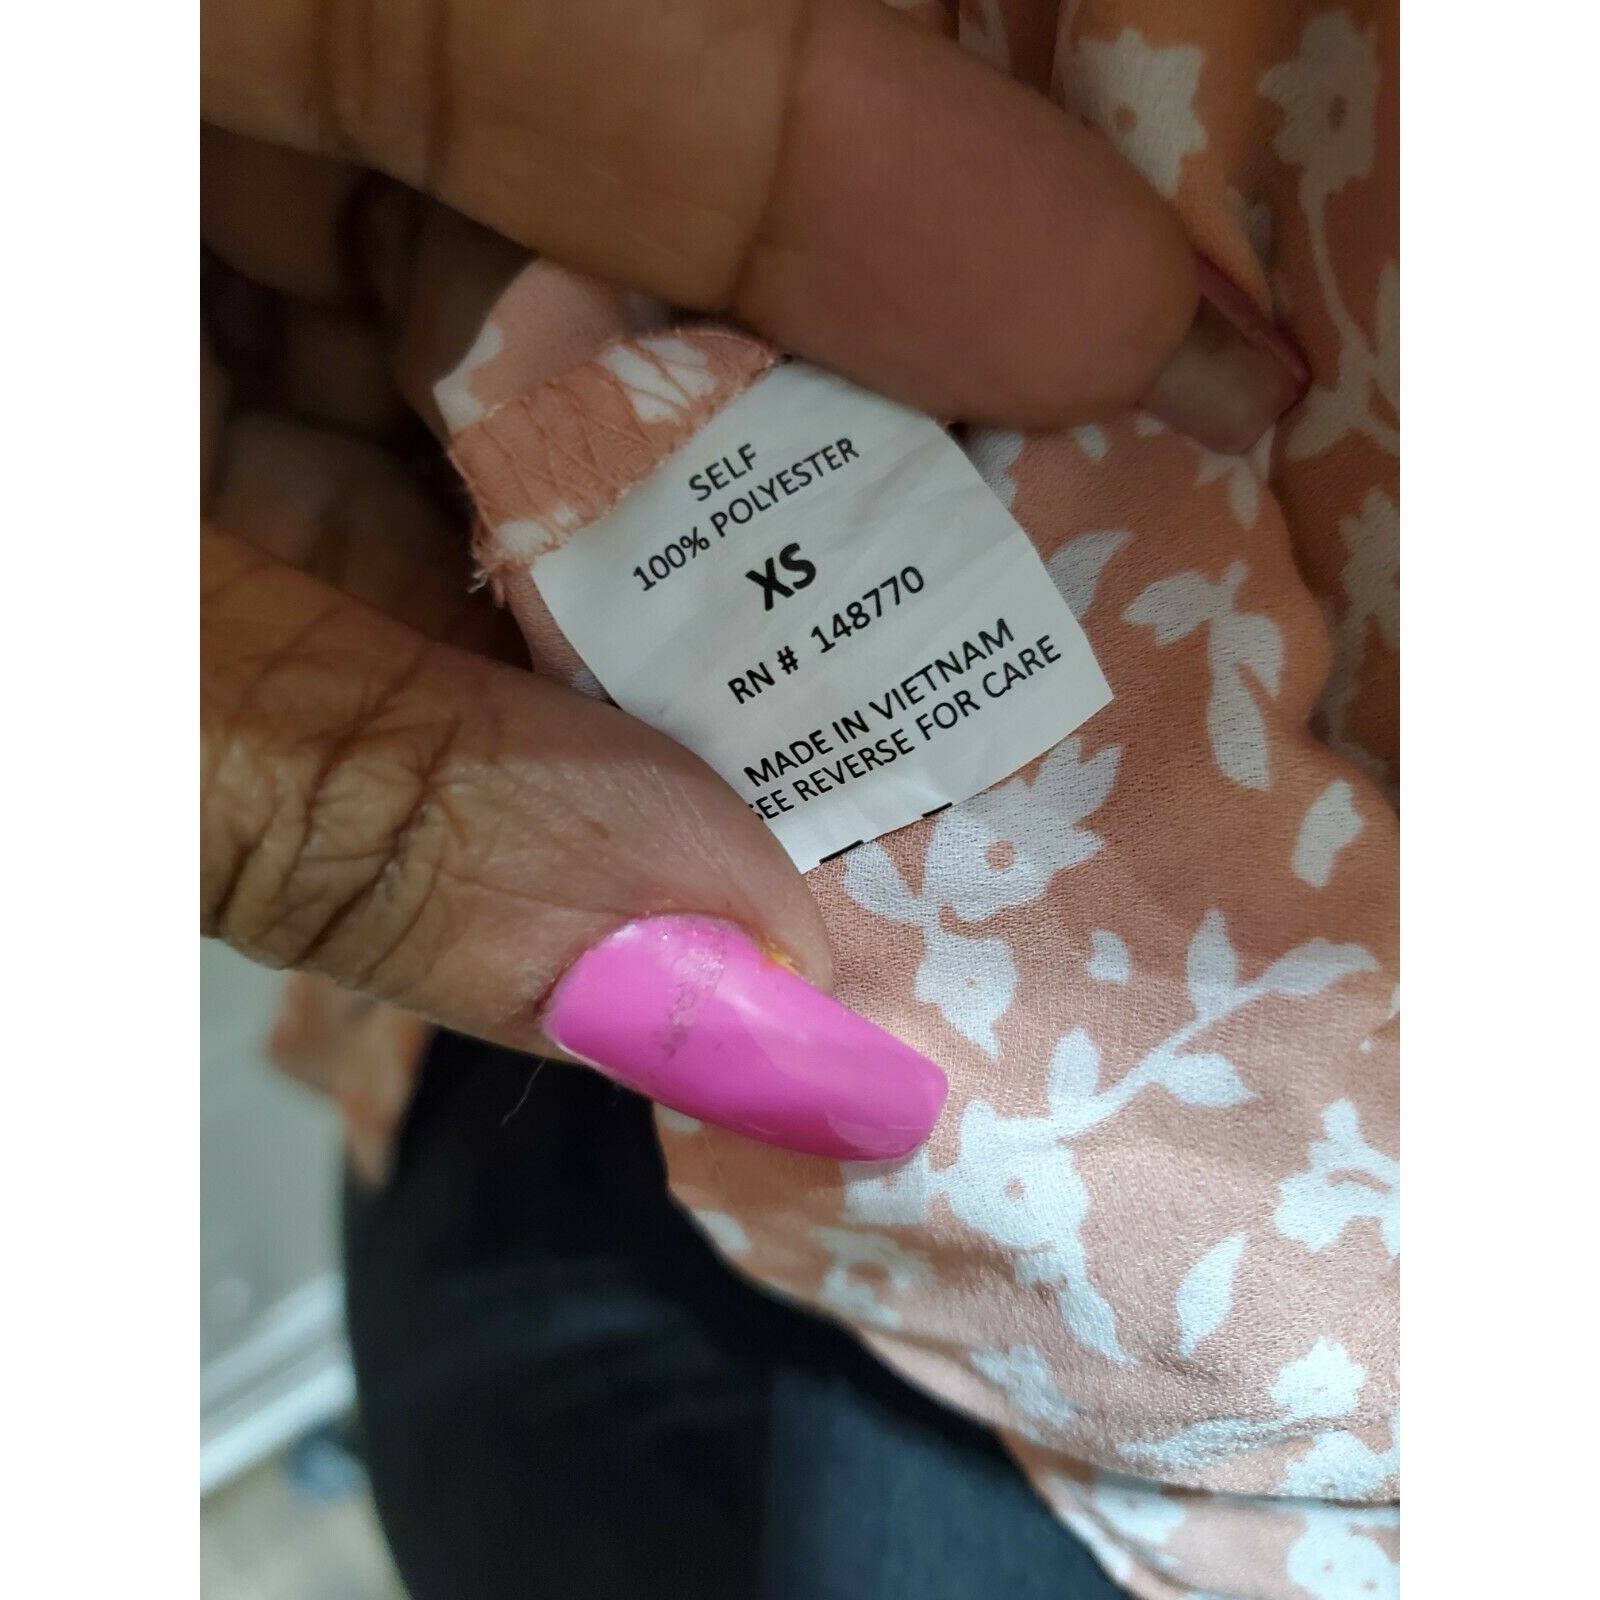 SELF
100% POLYESTER
XS
RN # 148770
MADE IN VIETNAM
SEE REVERSE FOR CARE